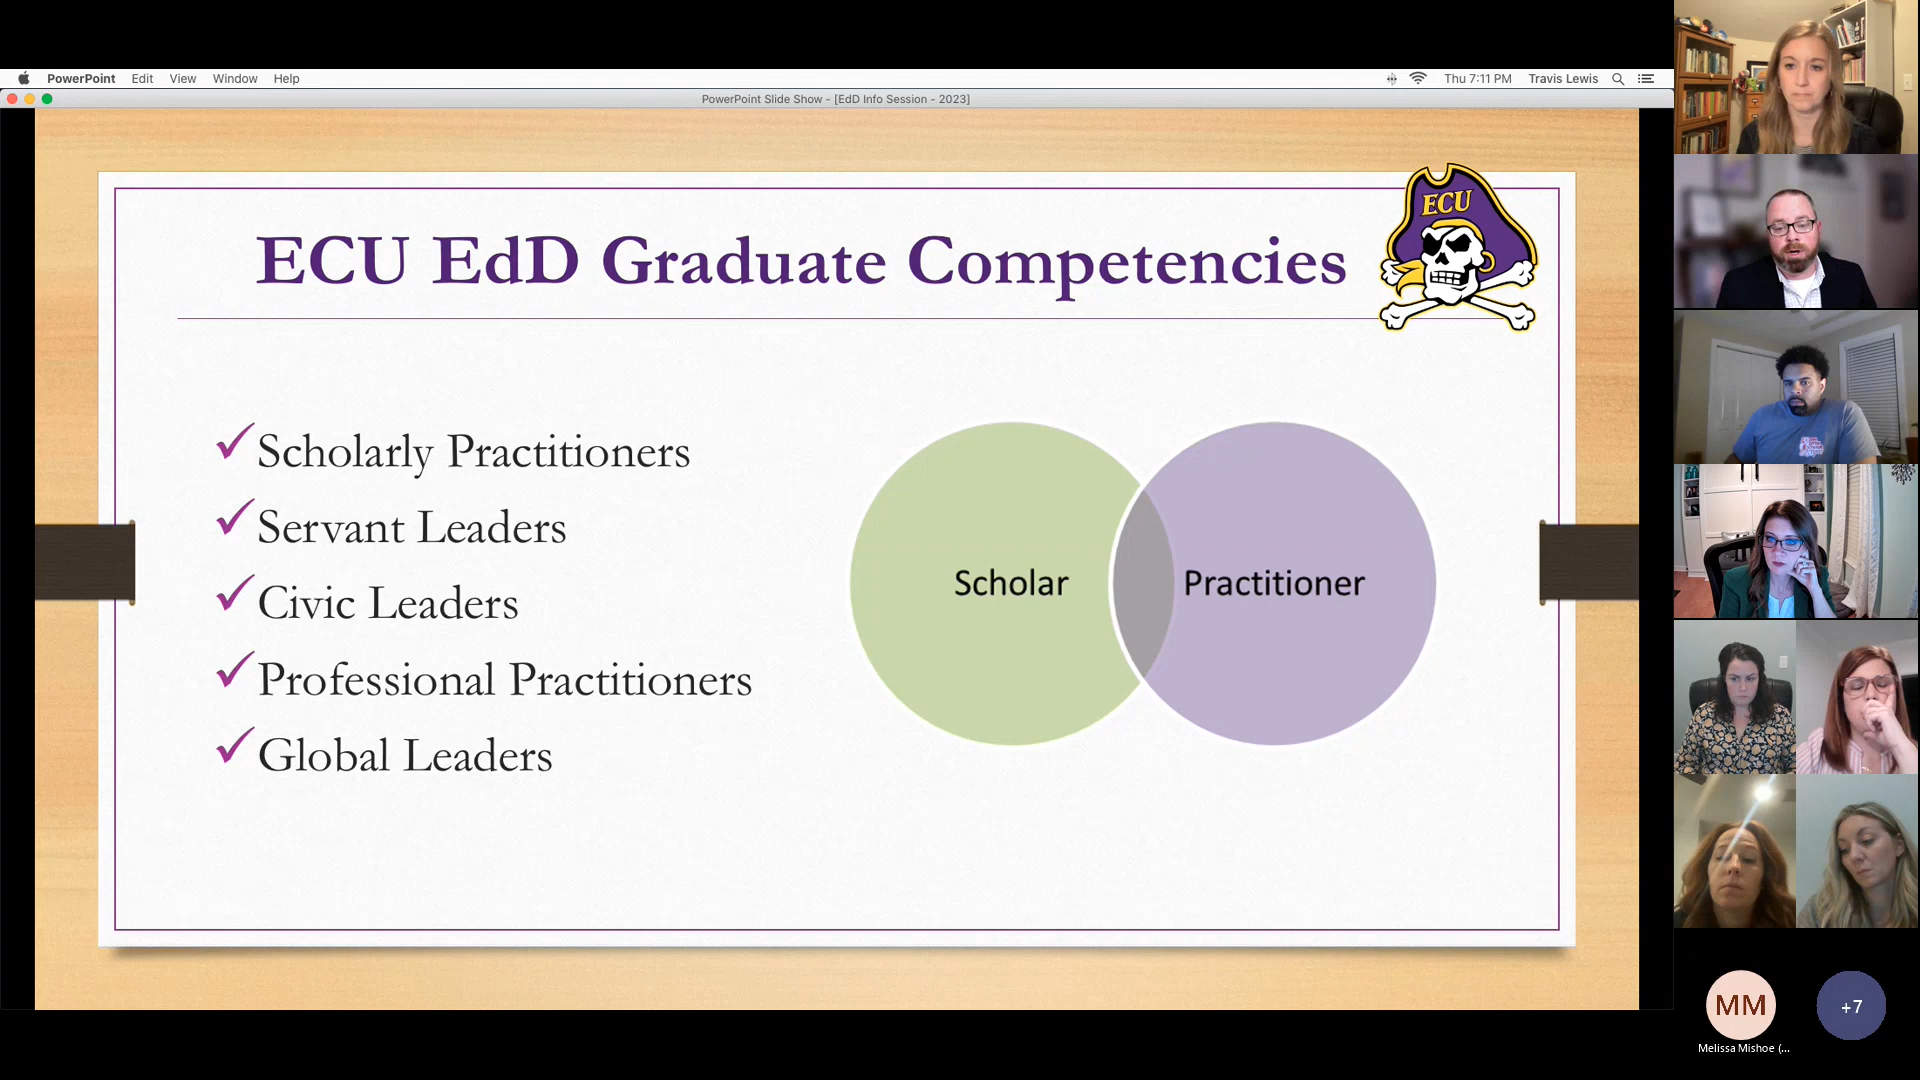 PowerPoint Edit View Window Help Thu 7:11 PM Travis Lewis
PowerPoint Slide Show - [EdD Info Session - 2023]
ECU
ECU EdD Graduate Competencies
✓Scholarly Practitioners
✓Servant Leaders
✓Civic Leaders
✓Professional Practitioners
✓Global Leaders
Scholar
Practitioner
MM
Melissa Mishoe (...
+7